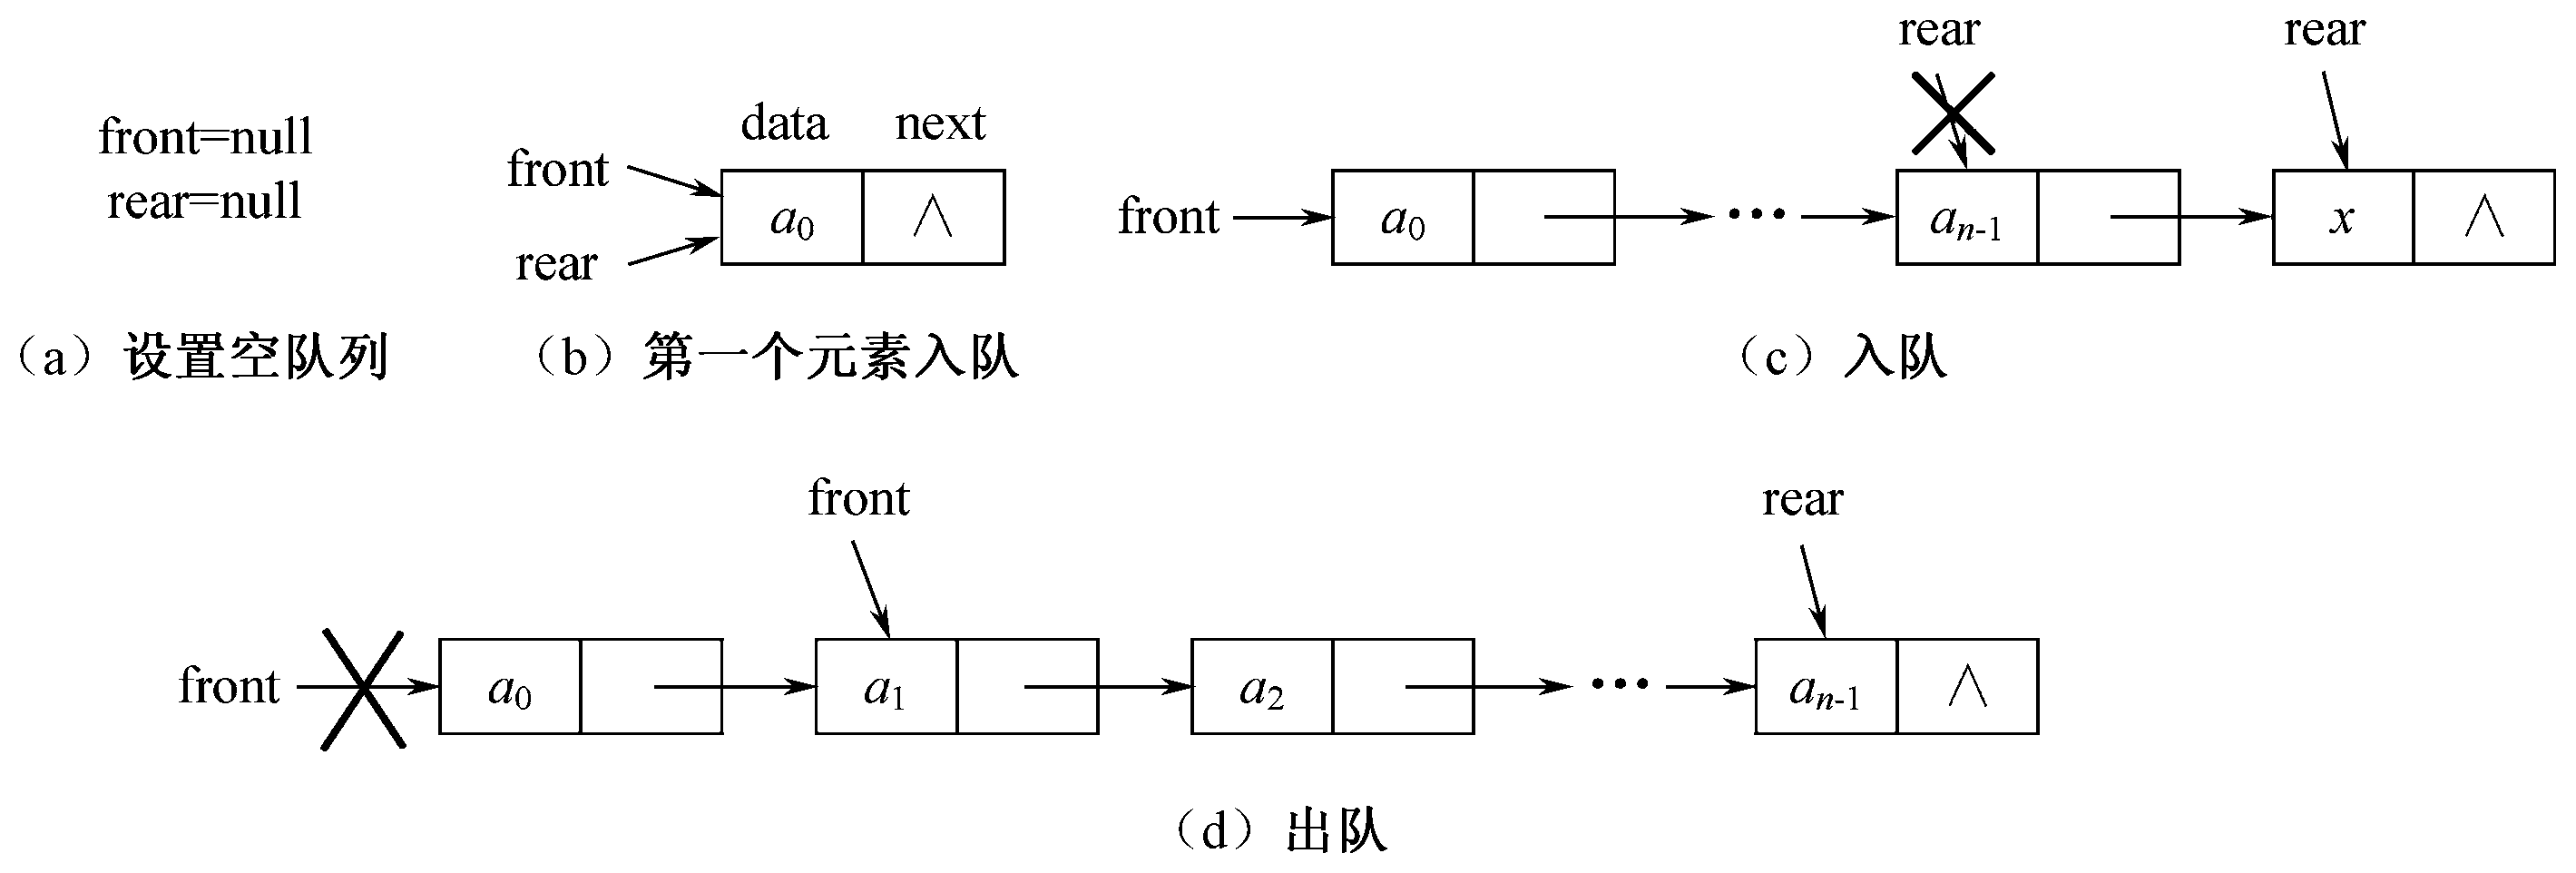 front=null
rear=null
（a）设置空队列
data next
front
a0 ∧
rear
（b）第一个元素入队
rear rear
front a0 ··· an-1 x ∧
（c）入队
front rear
front a0 a1 a2 ··· an-1 ∧
（d）出队